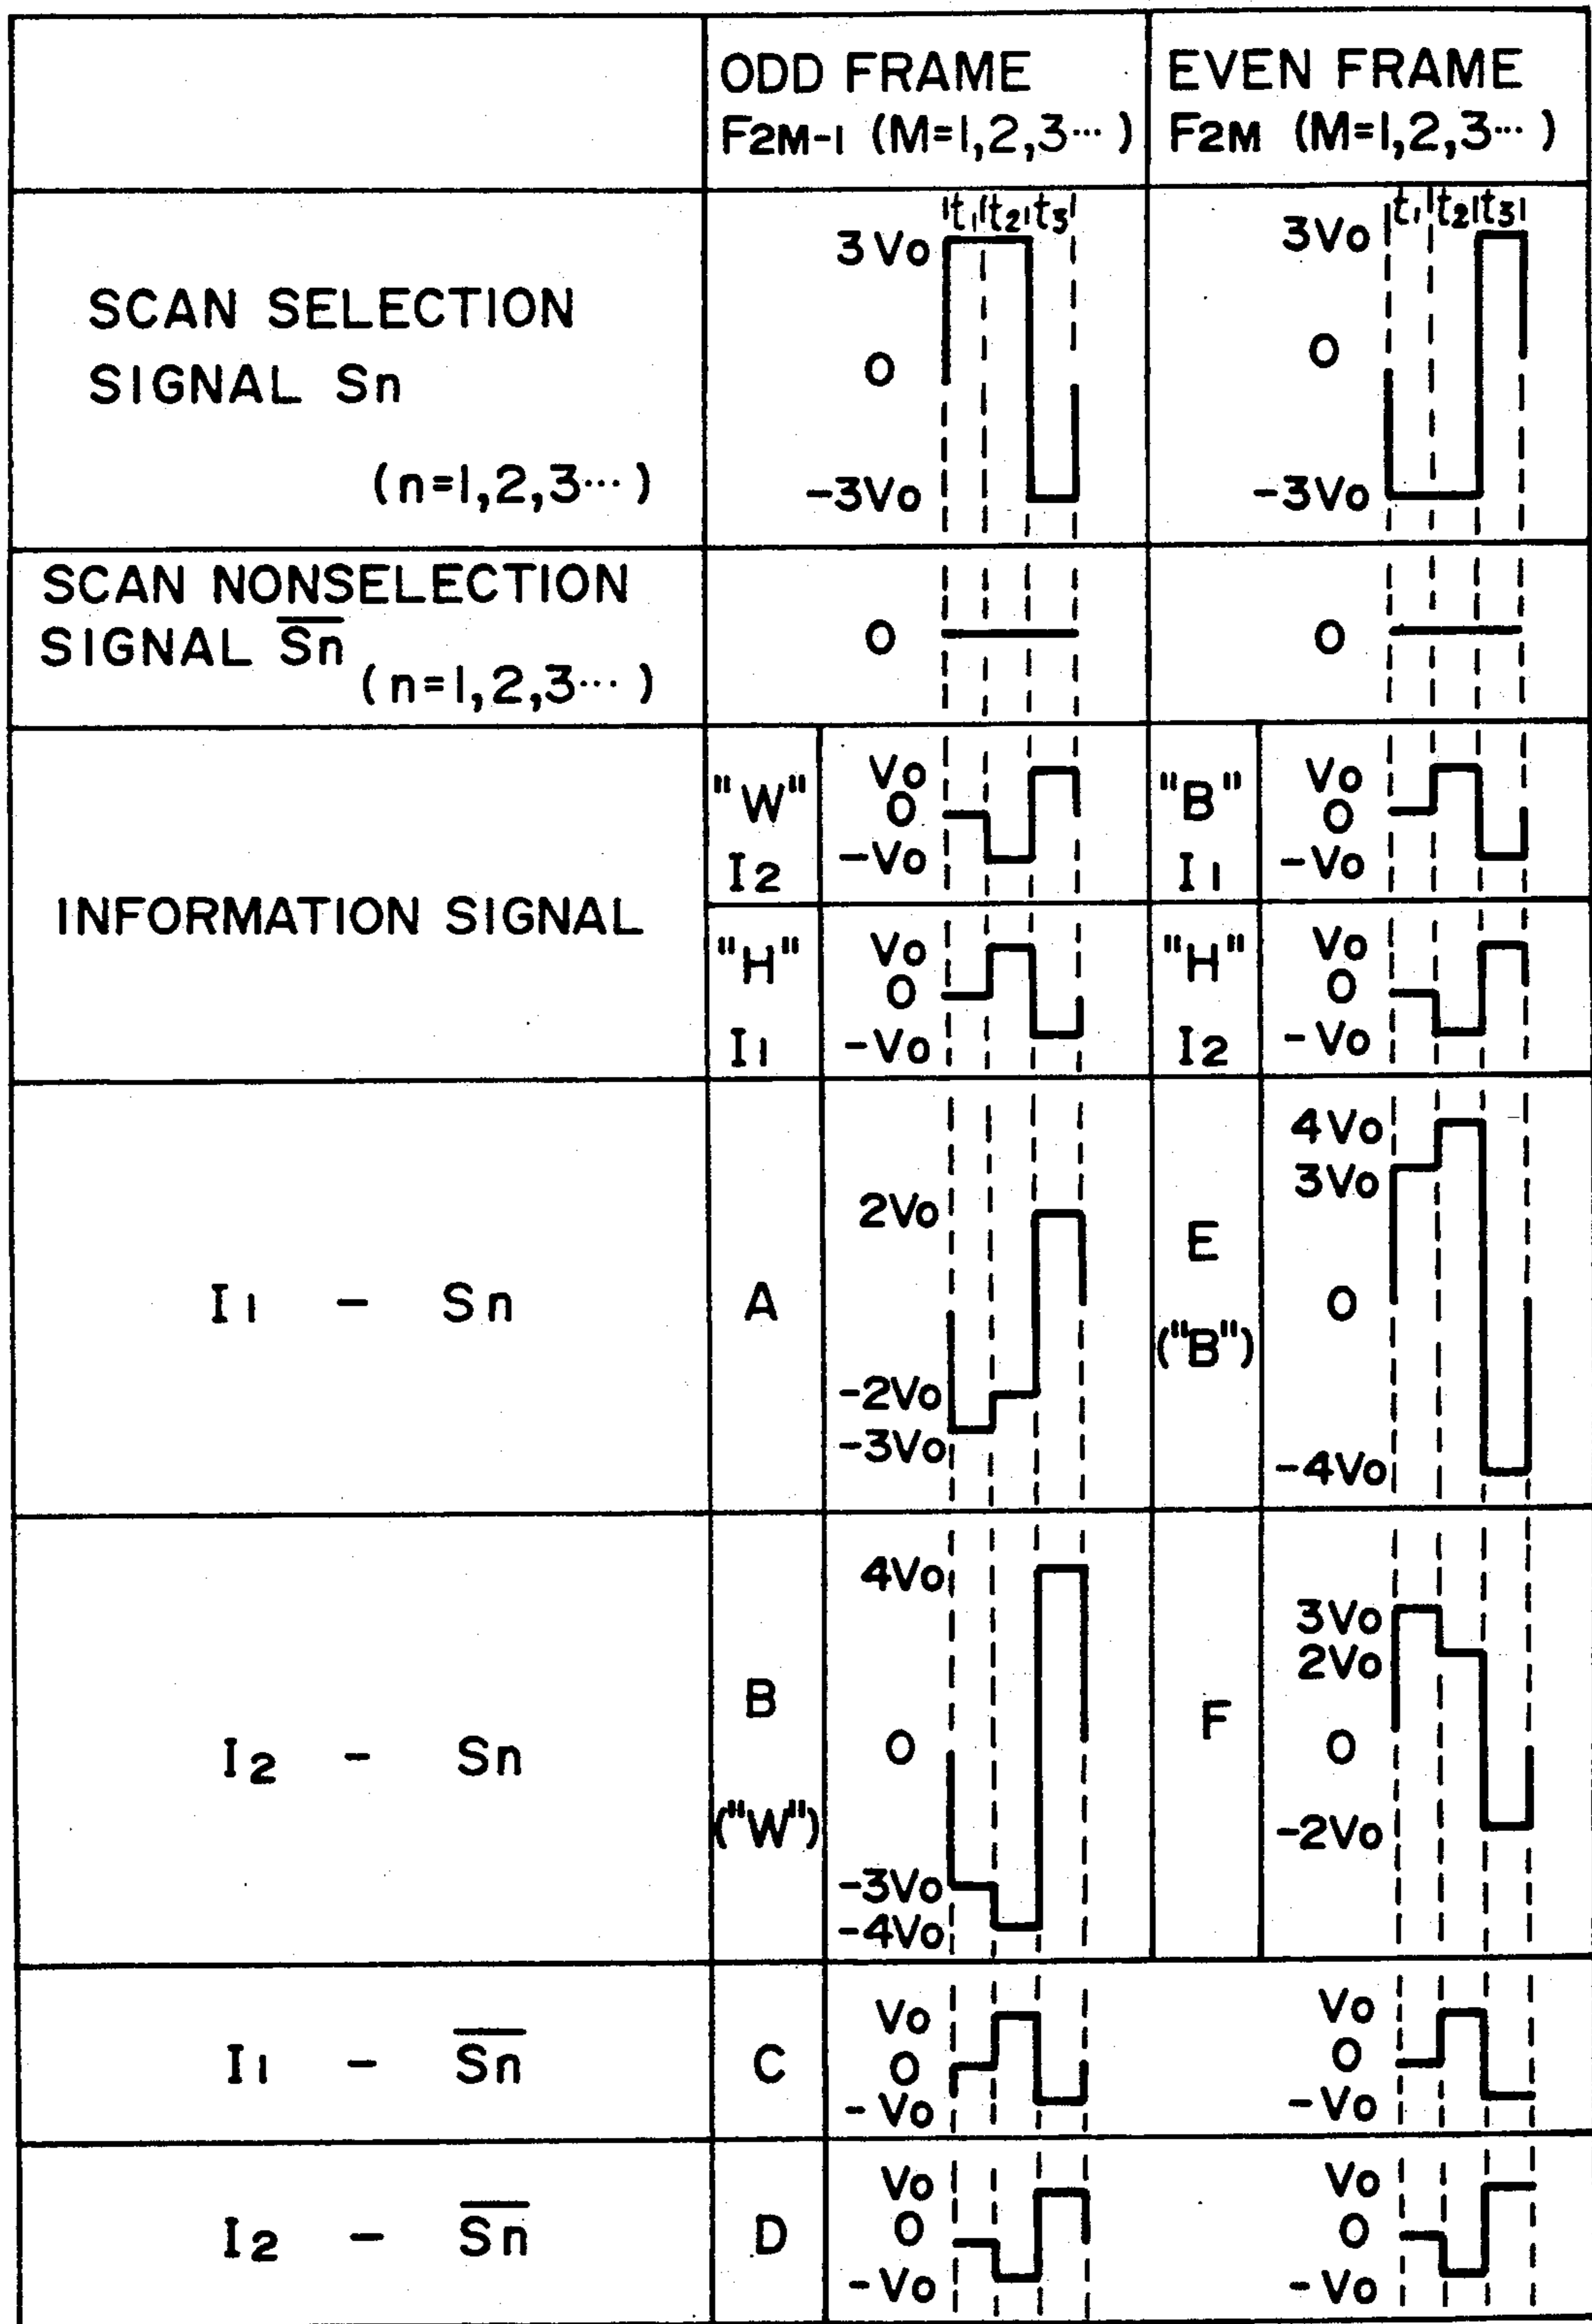 ODD FRAME
F2M-1 (M=1,2,3···)
EVEN FRAME
F2M (M=1,2,3···)
SCAN SELECTION
SIGNAL Sn
(n=1,2,3···)
t1 t2 t3
3Vo
0
-3Vo
t1 t2 t3
3Vo
0
-3Vo
SCAN NONSELECTION
SIGNAL S̅n̅
(n=1,2,3···)
0
0
INFORMATION SIGNAL
"W"
I2
Vo
0
-Vo
"B"
I1
Vo
0
-Vo
"H"
I1
Vo
0
-Vo
"H"
I2
Vo
0
-Vo
I1 - Sn
A
2Vo
-2Vo
-3Vo
E
("B")
4Vo
3Vo
0
-4Vo
I2 - Sn
B
("W")
4Vo
0
-3Vo
-4Vo
F
3Vo
2Vo
0
-2Vo
I1 - S̅n̅
C
Vo
0
-Vo
Vo
0
-Vo
I2 - S̅n̅
D
Vo
0
-Vo
Vo
0
-Vo